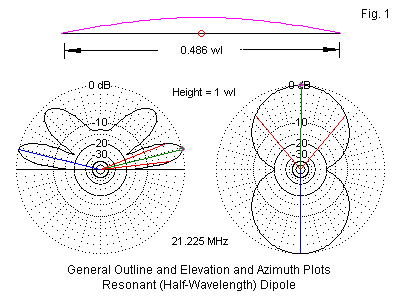 Fig. 1
0.486 wl
0 dB
Height = 1 wl
0 dB
-10
-20
-30
-10
-20
-30
21.225 MHz
General Outline and Elevation and Azimuth Plots
Resonant (Half-Wavelength) Dipole